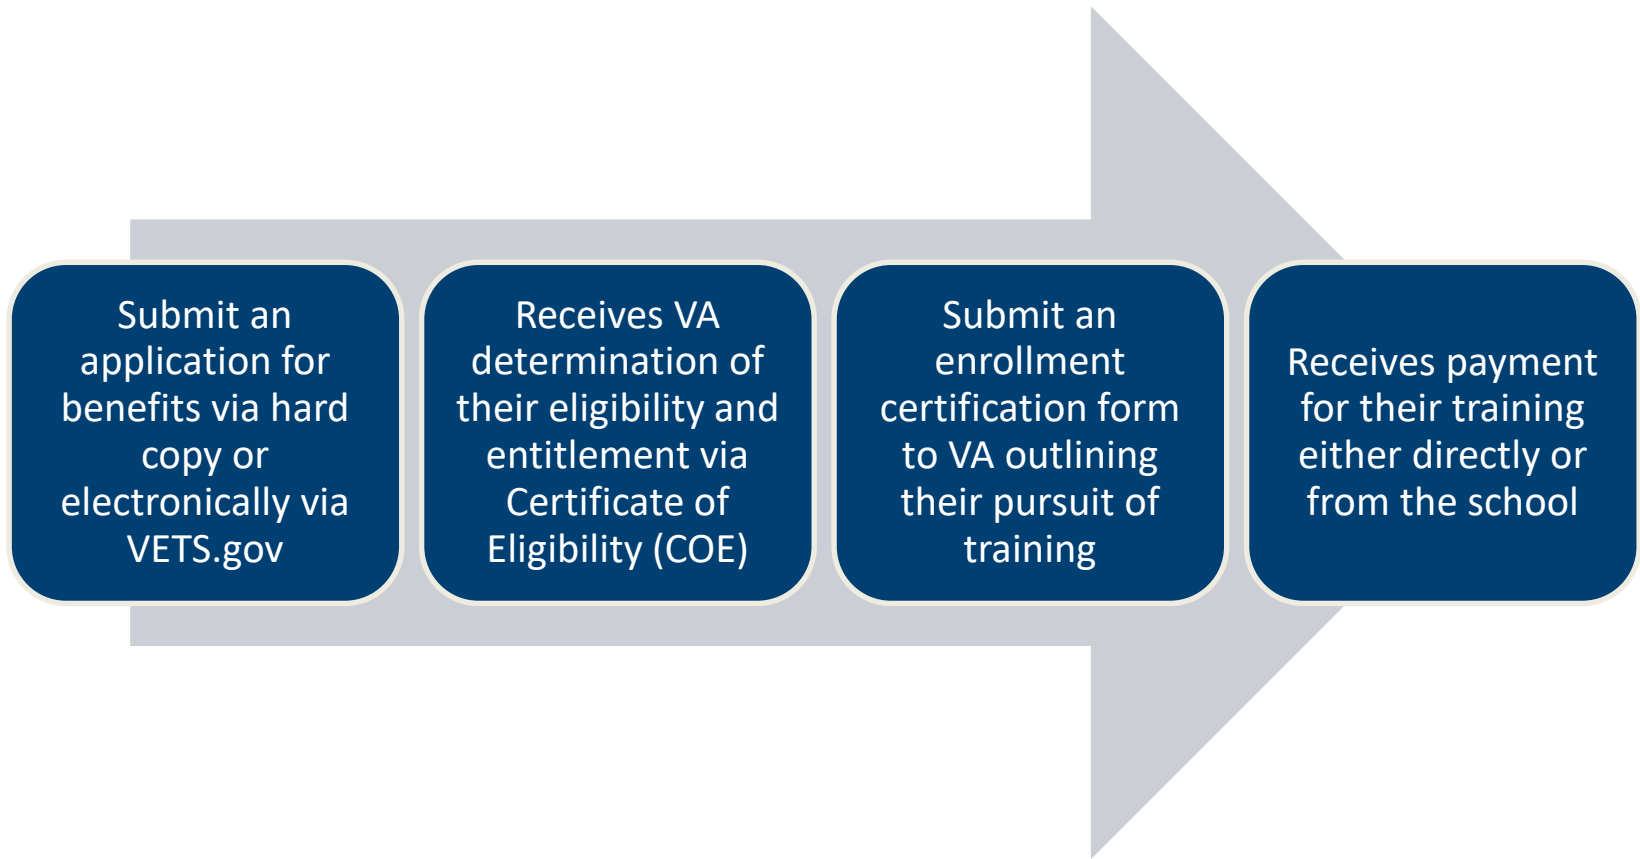 Submit an
application for
benefits via hard
copy or
electronically via
VETS.gov
Receives VA
determination of
their eligibility and
entitlement via
Certificate of
Eligibility (COE)
Submit an
enrollment
certification form
to VA outlining
their pursuit of
training
Receives payment
for their training
either directly or
from the school